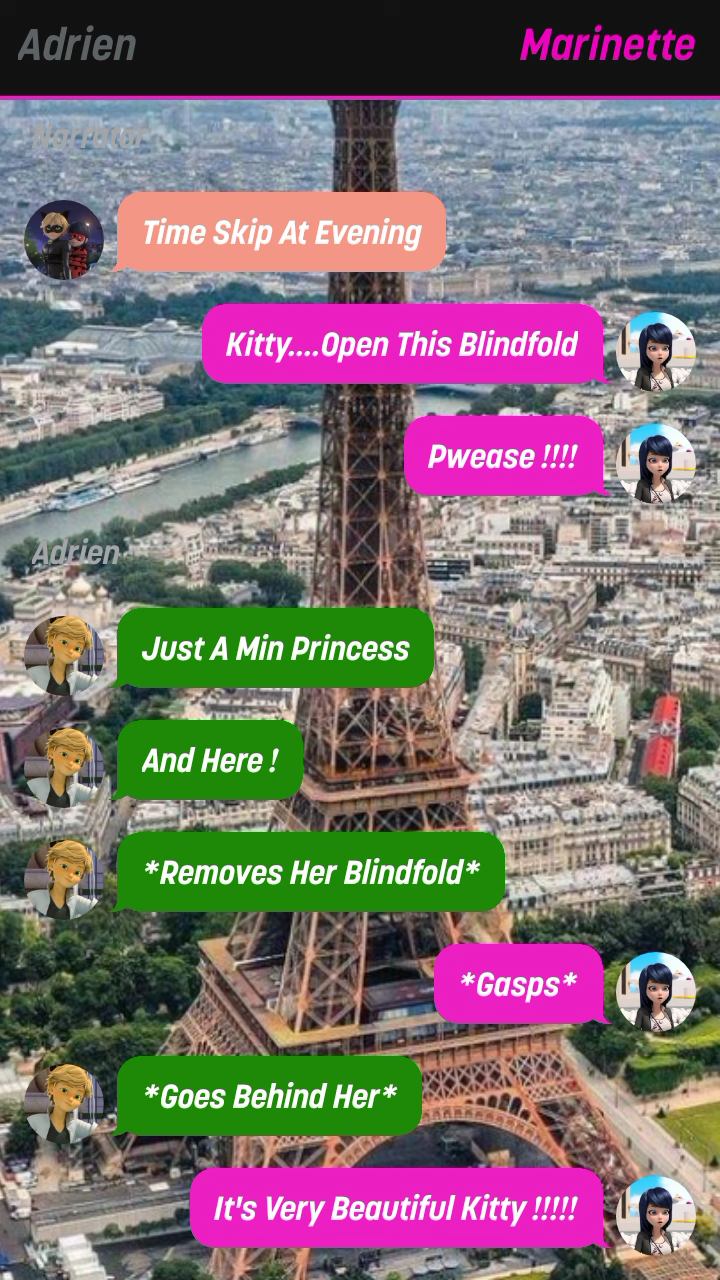 Adrien
Marinette
Narrator
Time Skip At Evening
Kitty....Open This Blindfold
Pwease !!!!
Adrien
Just A Min Princess
And Here !
*Removes Her Blindfold*
*Gasps*
*Goes Behind Her*
It's Very Beautiful Kitty !!!!!